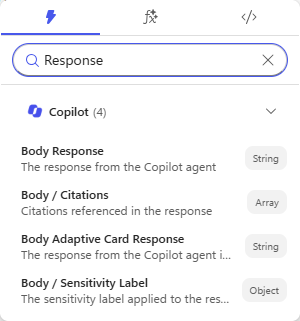 Response
Copilot (4)
Body Response
The response from the Copilot agent
String
Body / Citations
Citations referenced in the response
Array
Body Adaptive Card Response
The response from the Copilot agent i...
String
Body / Sensitivity Label
The sensitivity label applied to the res...
Object